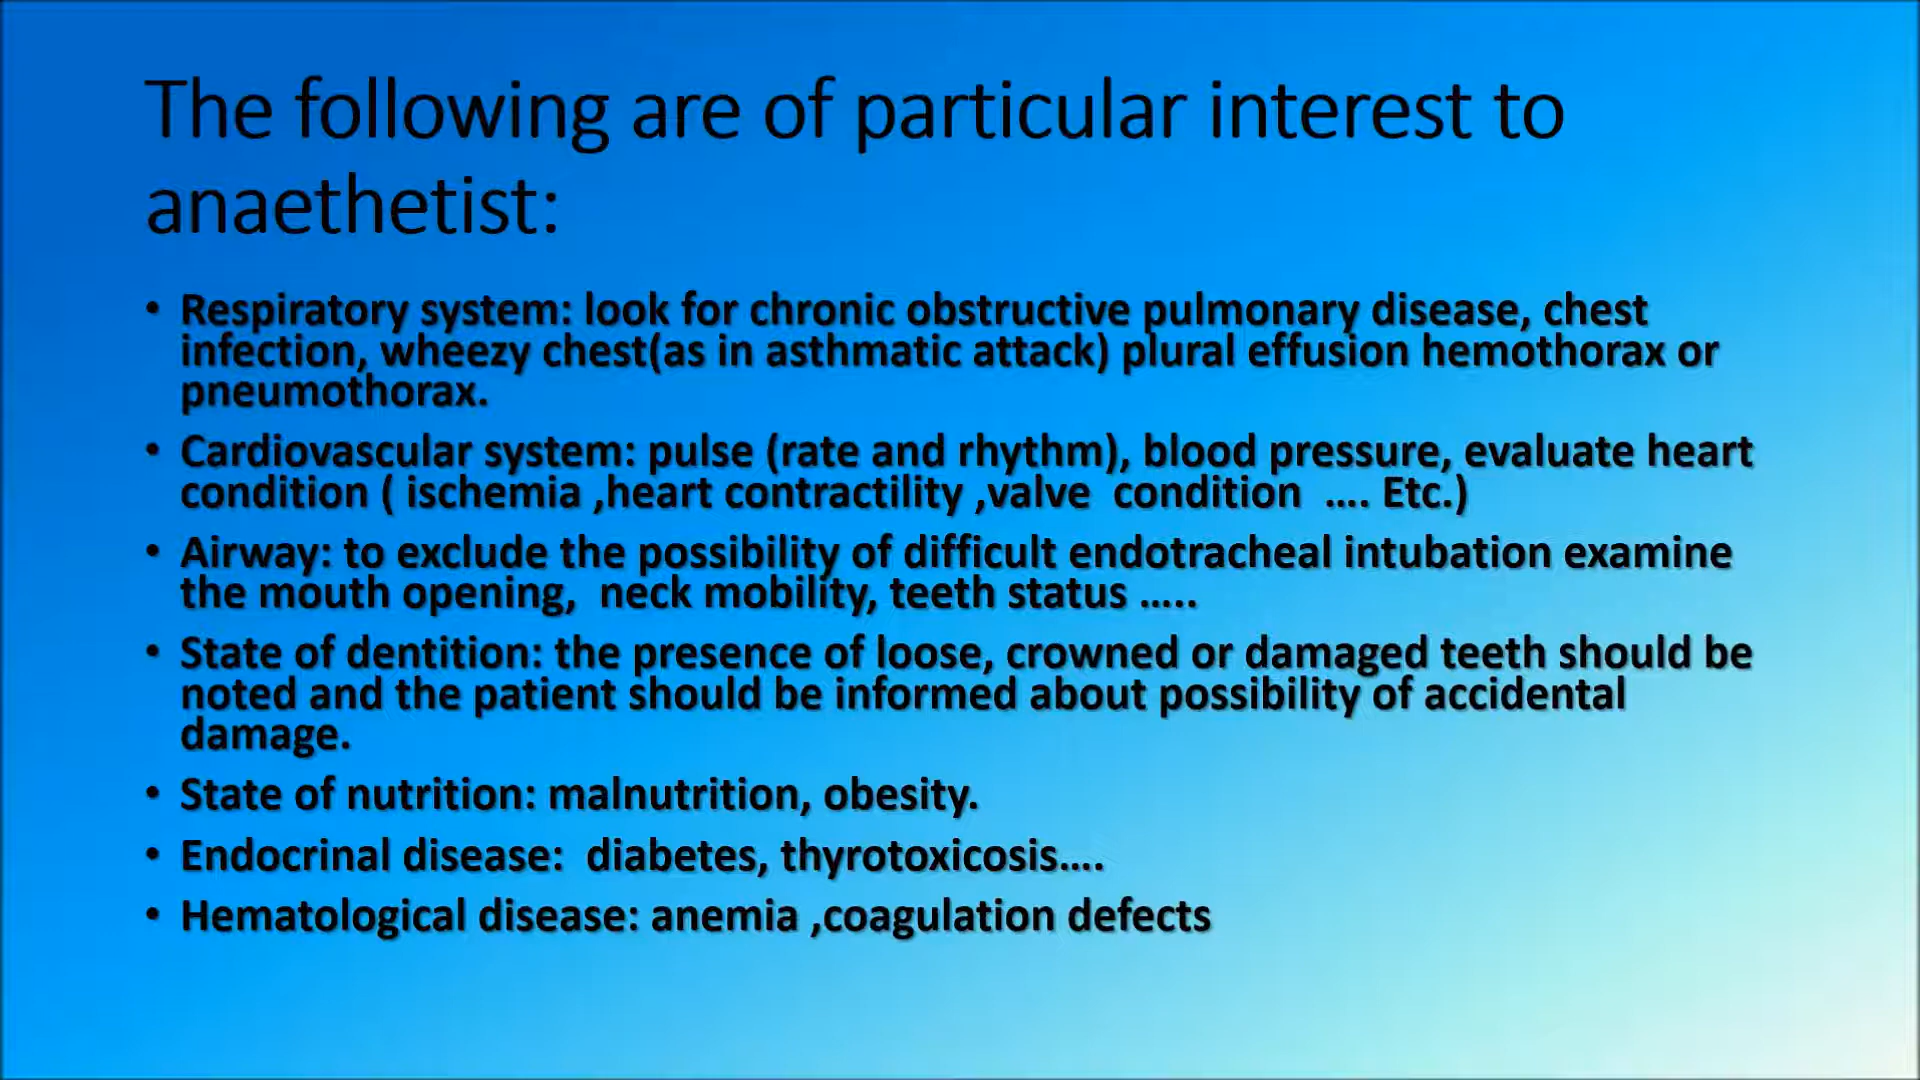 The following are of particular interest to
anaethetist:
• Respiratory system: look for chronic obstructive pulmonary disease, chest
infection, wheezy chest(as in asthmatic attack) plural effusion hemothorax or
pneumothorax.
• Cardiovascular system: pulse (rate and rhythm), blood pressure, evaluate heart
condition ( ischemia ,heart contractility ,valve  condition  .... Etc.)
• Airway: to exclude the possibility of difficult endotracheal intubation examine
the mouth opening,  neck mobility, teeth status .....
• State of dentition: the presence of loose, crowned or damaged teeth should be
noted and the patient should be informed about possibility of accidental
damage.
• State of nutrition: malnutrition, obesity.
• Endocrinal disease:  diabetes, thyrotoxicosis....
• Hematological disease: anemia ,coagulation defects